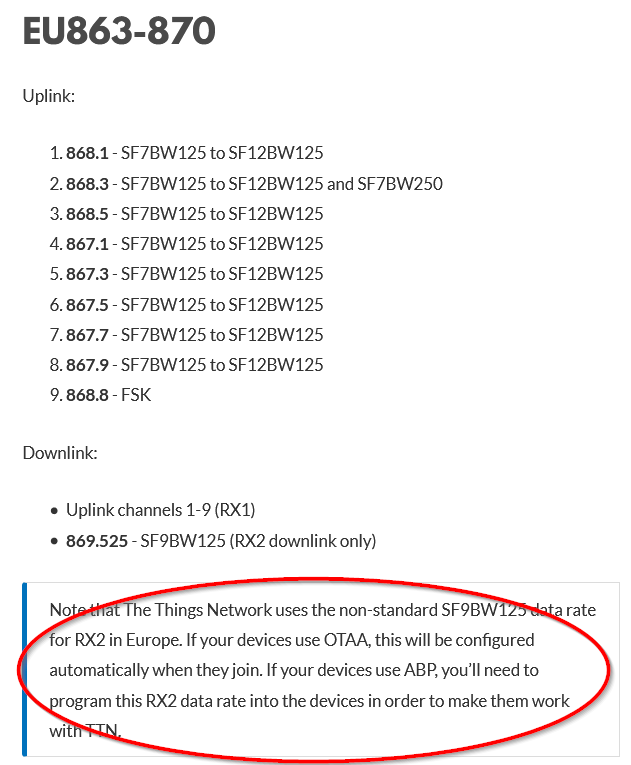 EU863-870
Uplink:
1. 868.1 - SF7BW125 to SF12BW125
2. 868.3 - SF7BW125 to SF12BW125 and SF7BW250
3. 868.5 - SF7BW125 to SF12BW125
4. 867.1 - SF7BW125 to SF12BW125
5. 867.3 - SF7BW125 to SF12BW125
6. 867.5 - SF7BW125 to SF12BW125
7. 867.7 - SF7BW125 to SF12BW125
8. 867.9 - SF7BW125 to SF12BW125
9. 868.8 - FSK
Downlink:
• Uplink channels 1-9 (RX1)
• 869.525 - SF9BW125 (RX2 downlink only)
Note that The Things Network uses the non-standard SF9BW125 data rate
for RX2 in Europe. If your devices use OTAA, this will be configured
automatically when they join. If your devices use ABP, you’ll need to
program this RX2 data rate into the devices in order to make them work
with TTN.